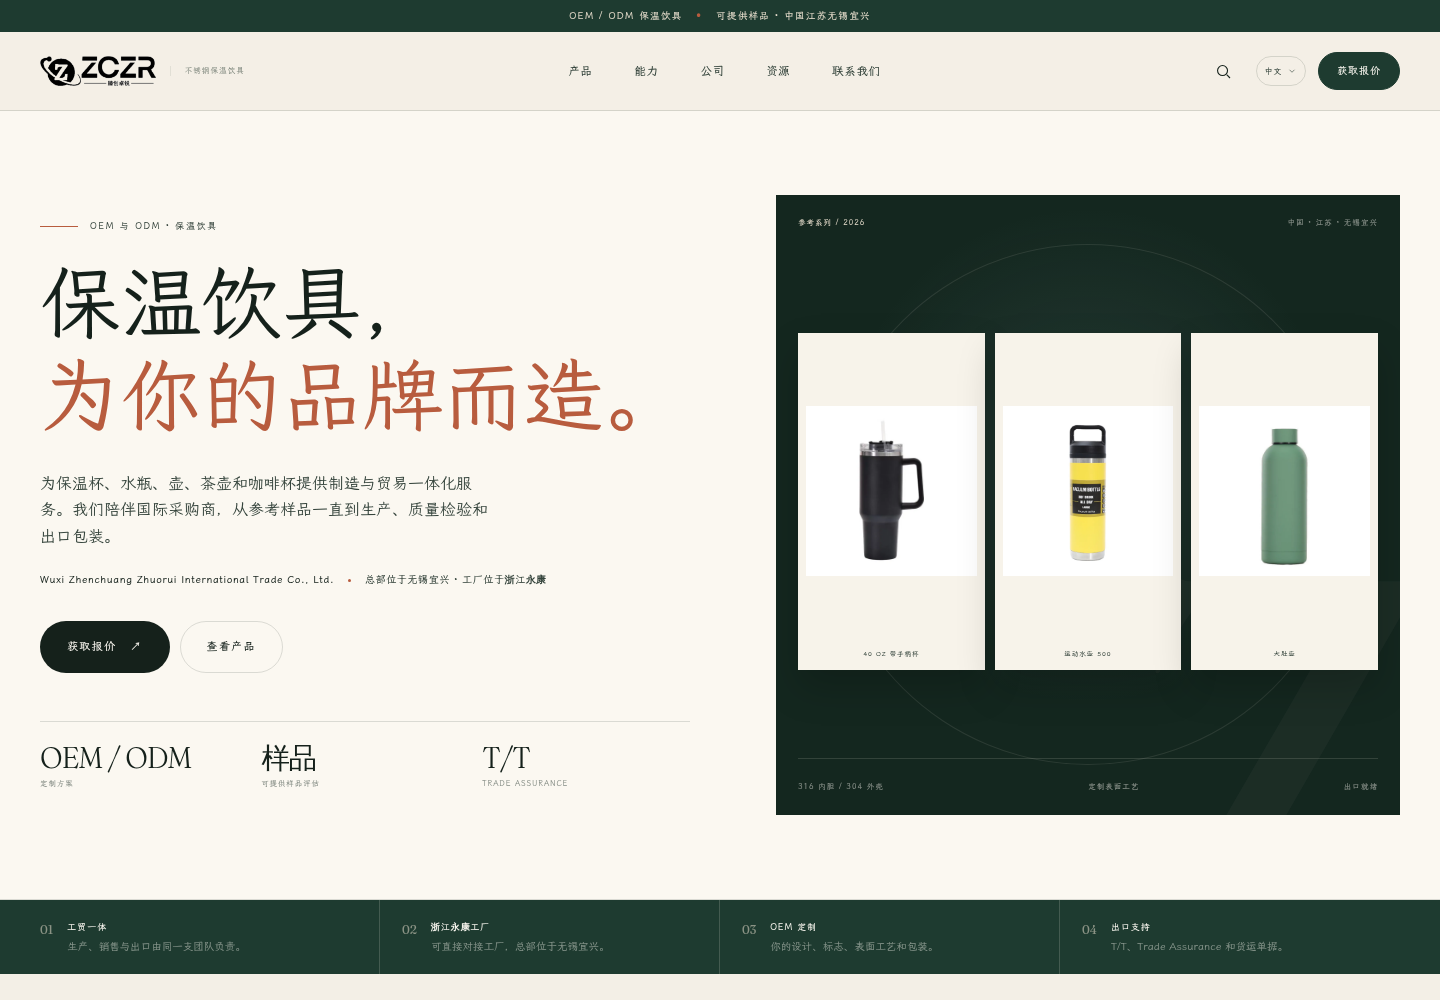 OEM / ODM 保温饮具 • 可提供样品 · 中国江苏无锡宜兴
ZCZR
不锈钢保温饮具
产品
能力
公司
资源
联系我们
中文
获取报价
OEM 与 ODM · 保温饮具
保温饮具，
为你的品牌而造。
为保温杯、水瓶、壶、茶壶和咖啡杯提供制造与贸易一体化服
务。我们陪伴国际采购商，从参考样品一直到生产、质量检验和
出口包装。
Wuxi Zhenchuang Zhuorui International Trade Co., Ltd. • 总部位于无锡宜兴 · 工厂位于浙江永康
获取报价 ↗
查看产品
OEM / ODM
定制方案
样品
可提供样品评估
T/T
TRADE ASSURANCE
参考系列 / 2026
中国 · 江苏 · 无锡宜兴
40 OZ 带手柄杯
运动水壶 500
大肚壶
316 内胆 / 304 外壳
定制表面工艺
出口就绪
01
工贸一体
生产、销售与出口由同一支团队负责。
02
浙江永康工厂
可直接对接工厂，总部位于无锡宜兴。
03
OEM 定制
你的设计、标志、表面工艺和包装。
04
出口支持
T/T、Trade Assurance 和货运单据。